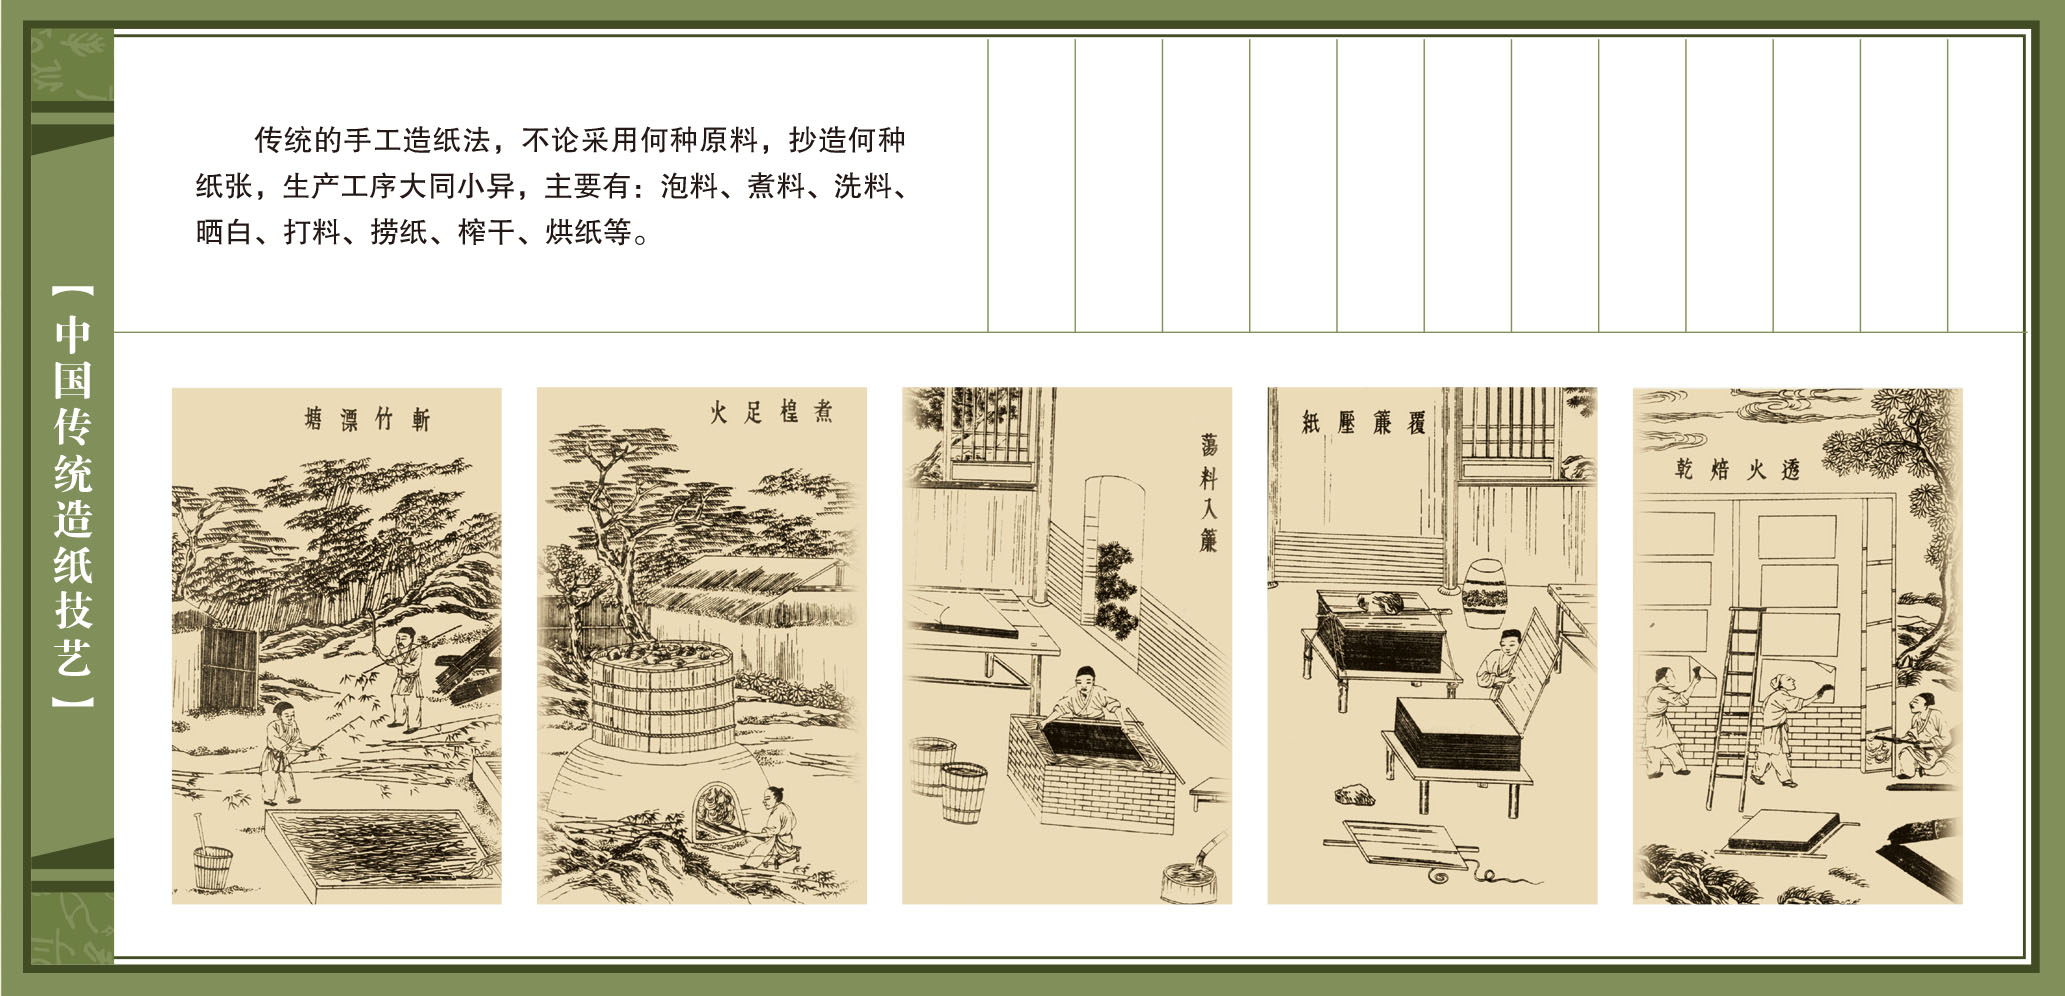 【中国传统造纸技艺】
传统的手工造纸法，不论采用何种原料，抄造何种
纸张，生产工序大同小异，主要有：泡料、煮料、洗料、
晒白、打料、捞纸、榨干、烘纸等。
斬竹漂塘
煮楻足火
蕩料入簾
覆簾壓紙
透火焙乾